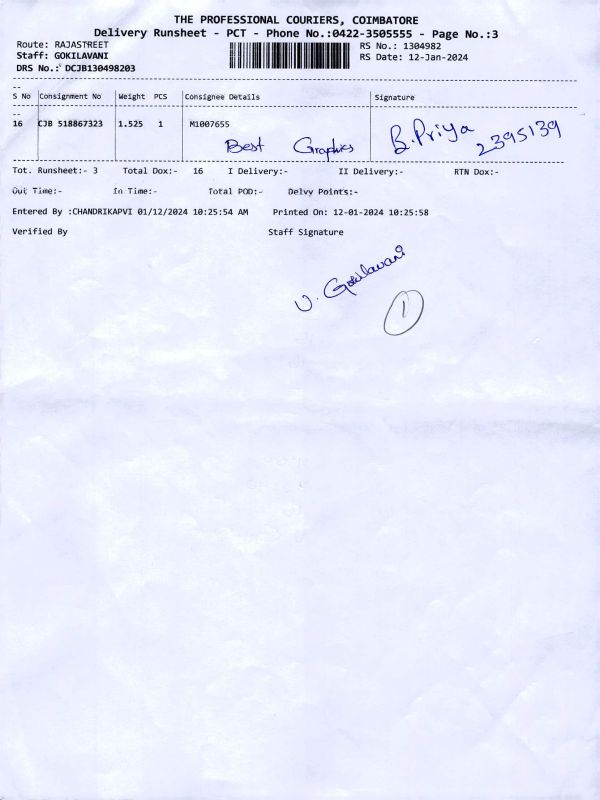 THE PROFESSIONAL COURIERS, COIMBATORE
Delivery Runsheet - PCT - Phone No.:0422-3505555 - Page No.:3
Route: RAJASTREET RS No.: 1304982
Staff: GOKILAVANI RS Date: 12-Jan-2024
DRS No.: DCJB130498203
S No Consignment No Weight PCS Consignee Details Signature
16 CJB 518867323 1.525 1 M1007655
Best Graphics B.Priya 2395139
Tot. Runsheet:- 3 Total Dox:- 16 I Delivery:- II Delivery:- RTN Dox:-
Out Time:- In Time:- Total POD:- Delvy Points:-
Entered By :CHANDRIKAPVI 01/12/2024 10:25:54 AM Printed On: 12-01-2024 10:25:58
Verified By Staff Signature
V. Gokilavani
1